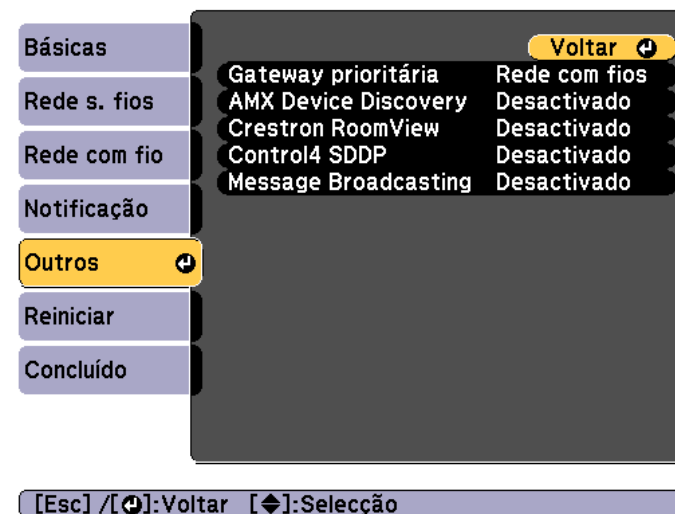 Básicas
Rede s. fios
Rede com fio
Notificação
Outros
Reiniciar
Concluído
Voltar
Gateway prioritária Rede com fios
AMX Device Discovery Desactivado
Crestron RoomView Desactivado
Control4 SDDP Desactivado
Message Broadcasting Desactivado
[Esc] /[⏎]:Voltar [◆]:Selecção